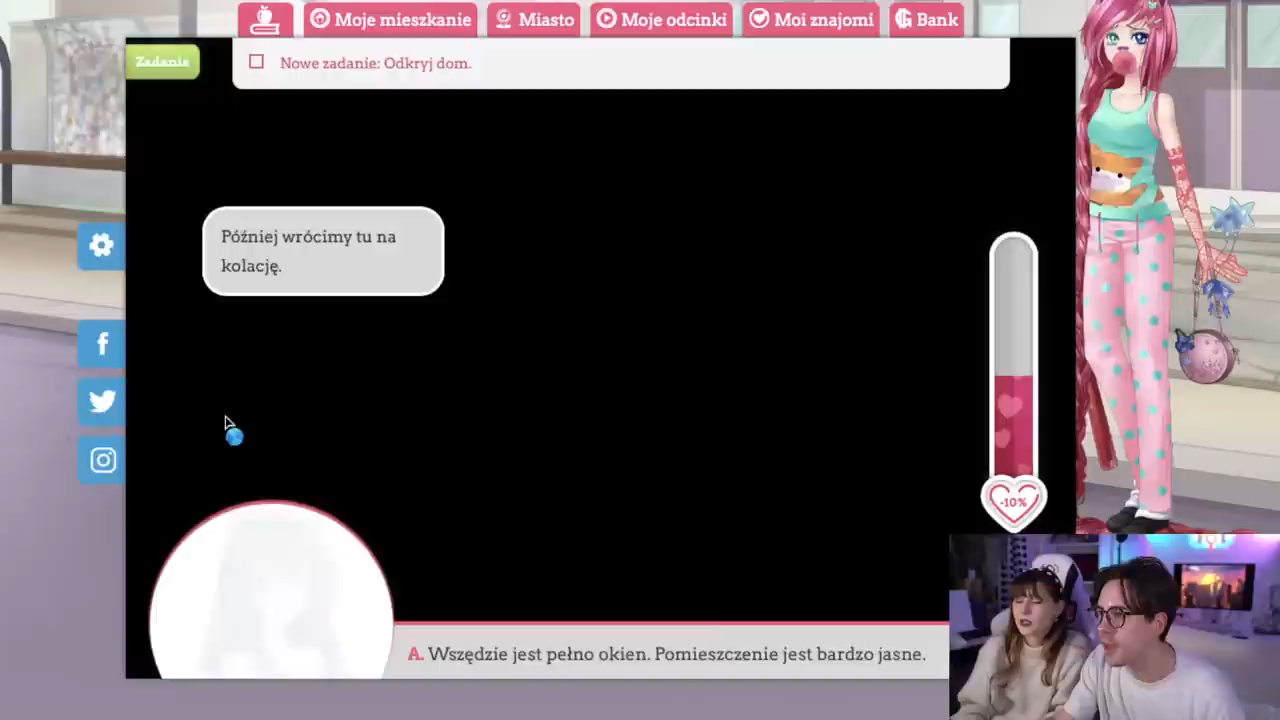 Moje mieszkanie
Miasto
Moje odcinki
Moi znajomi
Bank
Zadania
Nowe zadanie: Odkryj dom.
Później wrócimy tu na
kolację.
-10%
A. Wszędzie jest pełno okien. Pomieszczenie jest bardzo jasne.